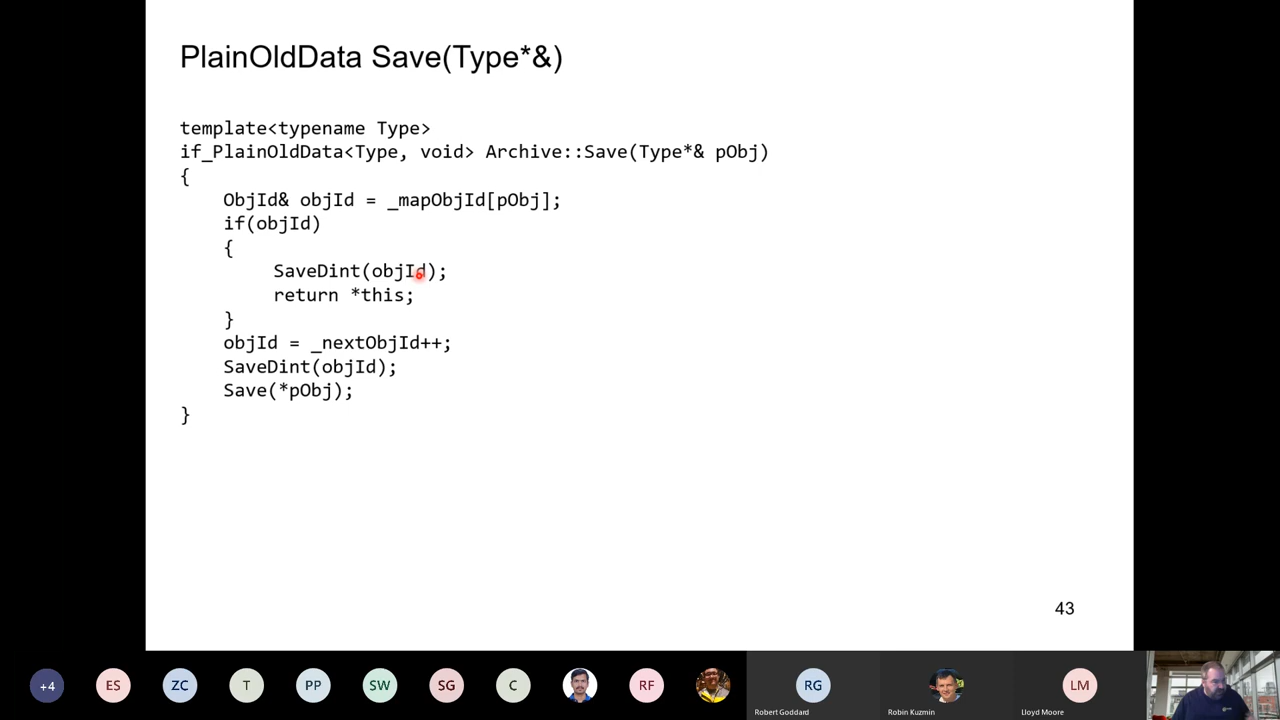 PlainOldData Save(Type*&)
template<typename Type>
if_PlainOldData<Type, void> Archive::Save(Type*& pObj)
{
ObjId& objId = _mapObjId[pObj];
if(objId)
{
SaveDint(objId);
return *this;
}
objId = _nextObjId++;
SaveDint(objId);
Save(*pObj);
}
43
+4 ES ZC T PP SW SG C RF RG LM
Robert Goddard Robin Kuzmin Lloyd Moore